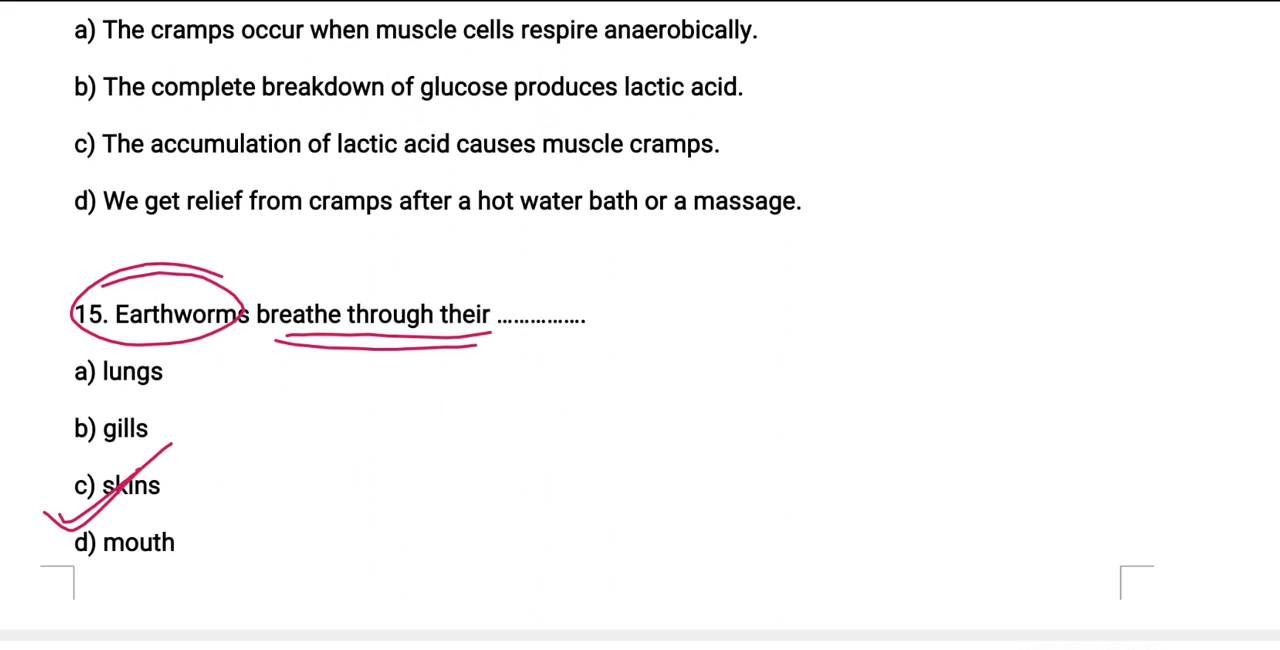 a) The cramps occur when muscle cells respire anaerobically.
b) The complete breakdown of glucose produces lactic acid.
c) The accumulation of lactic acid causes muscle cramps.
d) We get relief from cramps after a hot water bath or a massage.
15. Earthworms breathe through their ...............
a) lungs
b) gills
c) skins
d) mouth